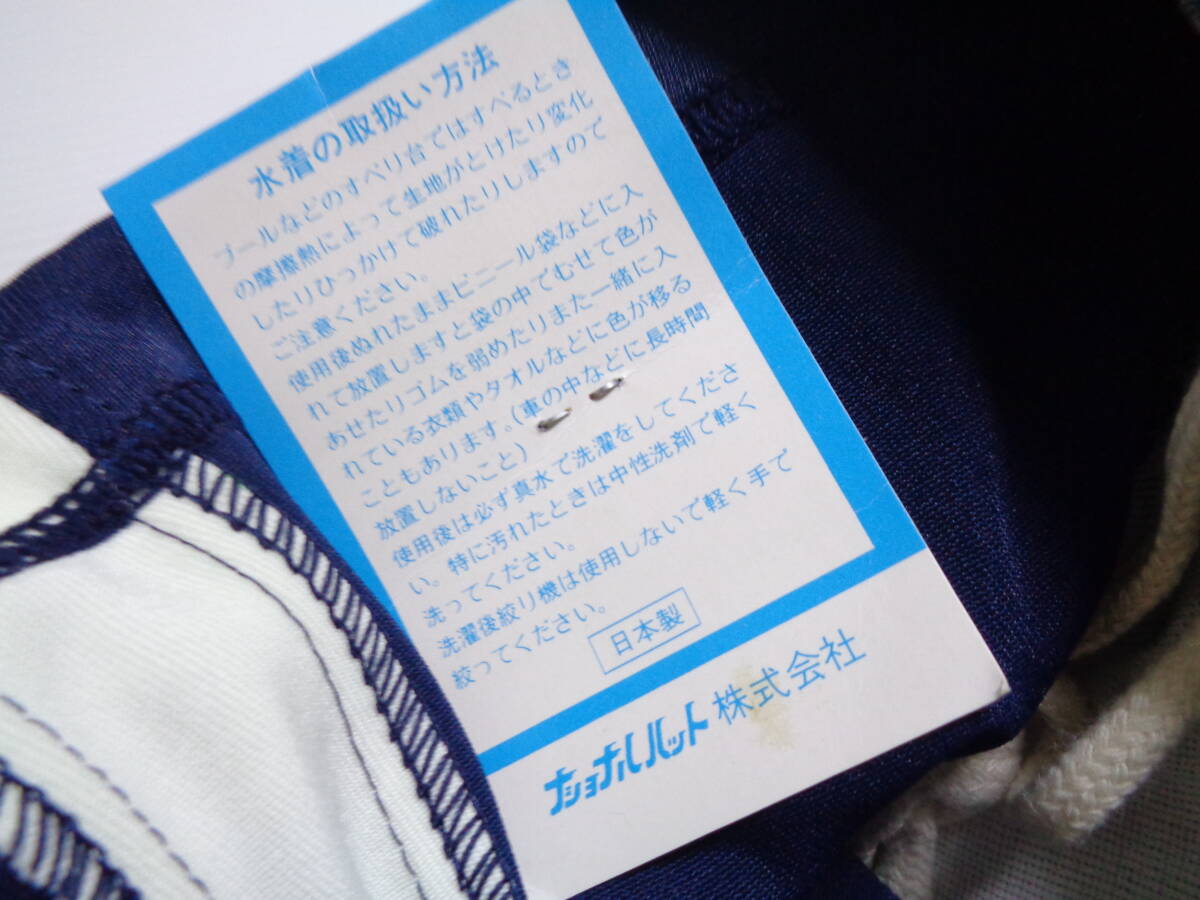 水着の取扱い方法
プールなどのすべり台ではすべるとき
の摩擦熱によって生地がとけたり変化
したりひっかけて破れたりしますので
ご注意ください。
使用後ぬれたままビニール袋などに入
れて放置しますと袋の中でむせて色が
あせたりゴムを弱めたりまた一緒に入
れている衣類やタオルなどに色が移る
こともあります。(車の中などに長時間
放置しないこと)
使用後は必ず真水で洗濯をしてくださ
い。特に汚れたときは中性洗剤で軽く
洗ってください。
洗濯後絞り機は使用しないで軽く手で
絞ってください。
日本製
ナショナルハット株式会社